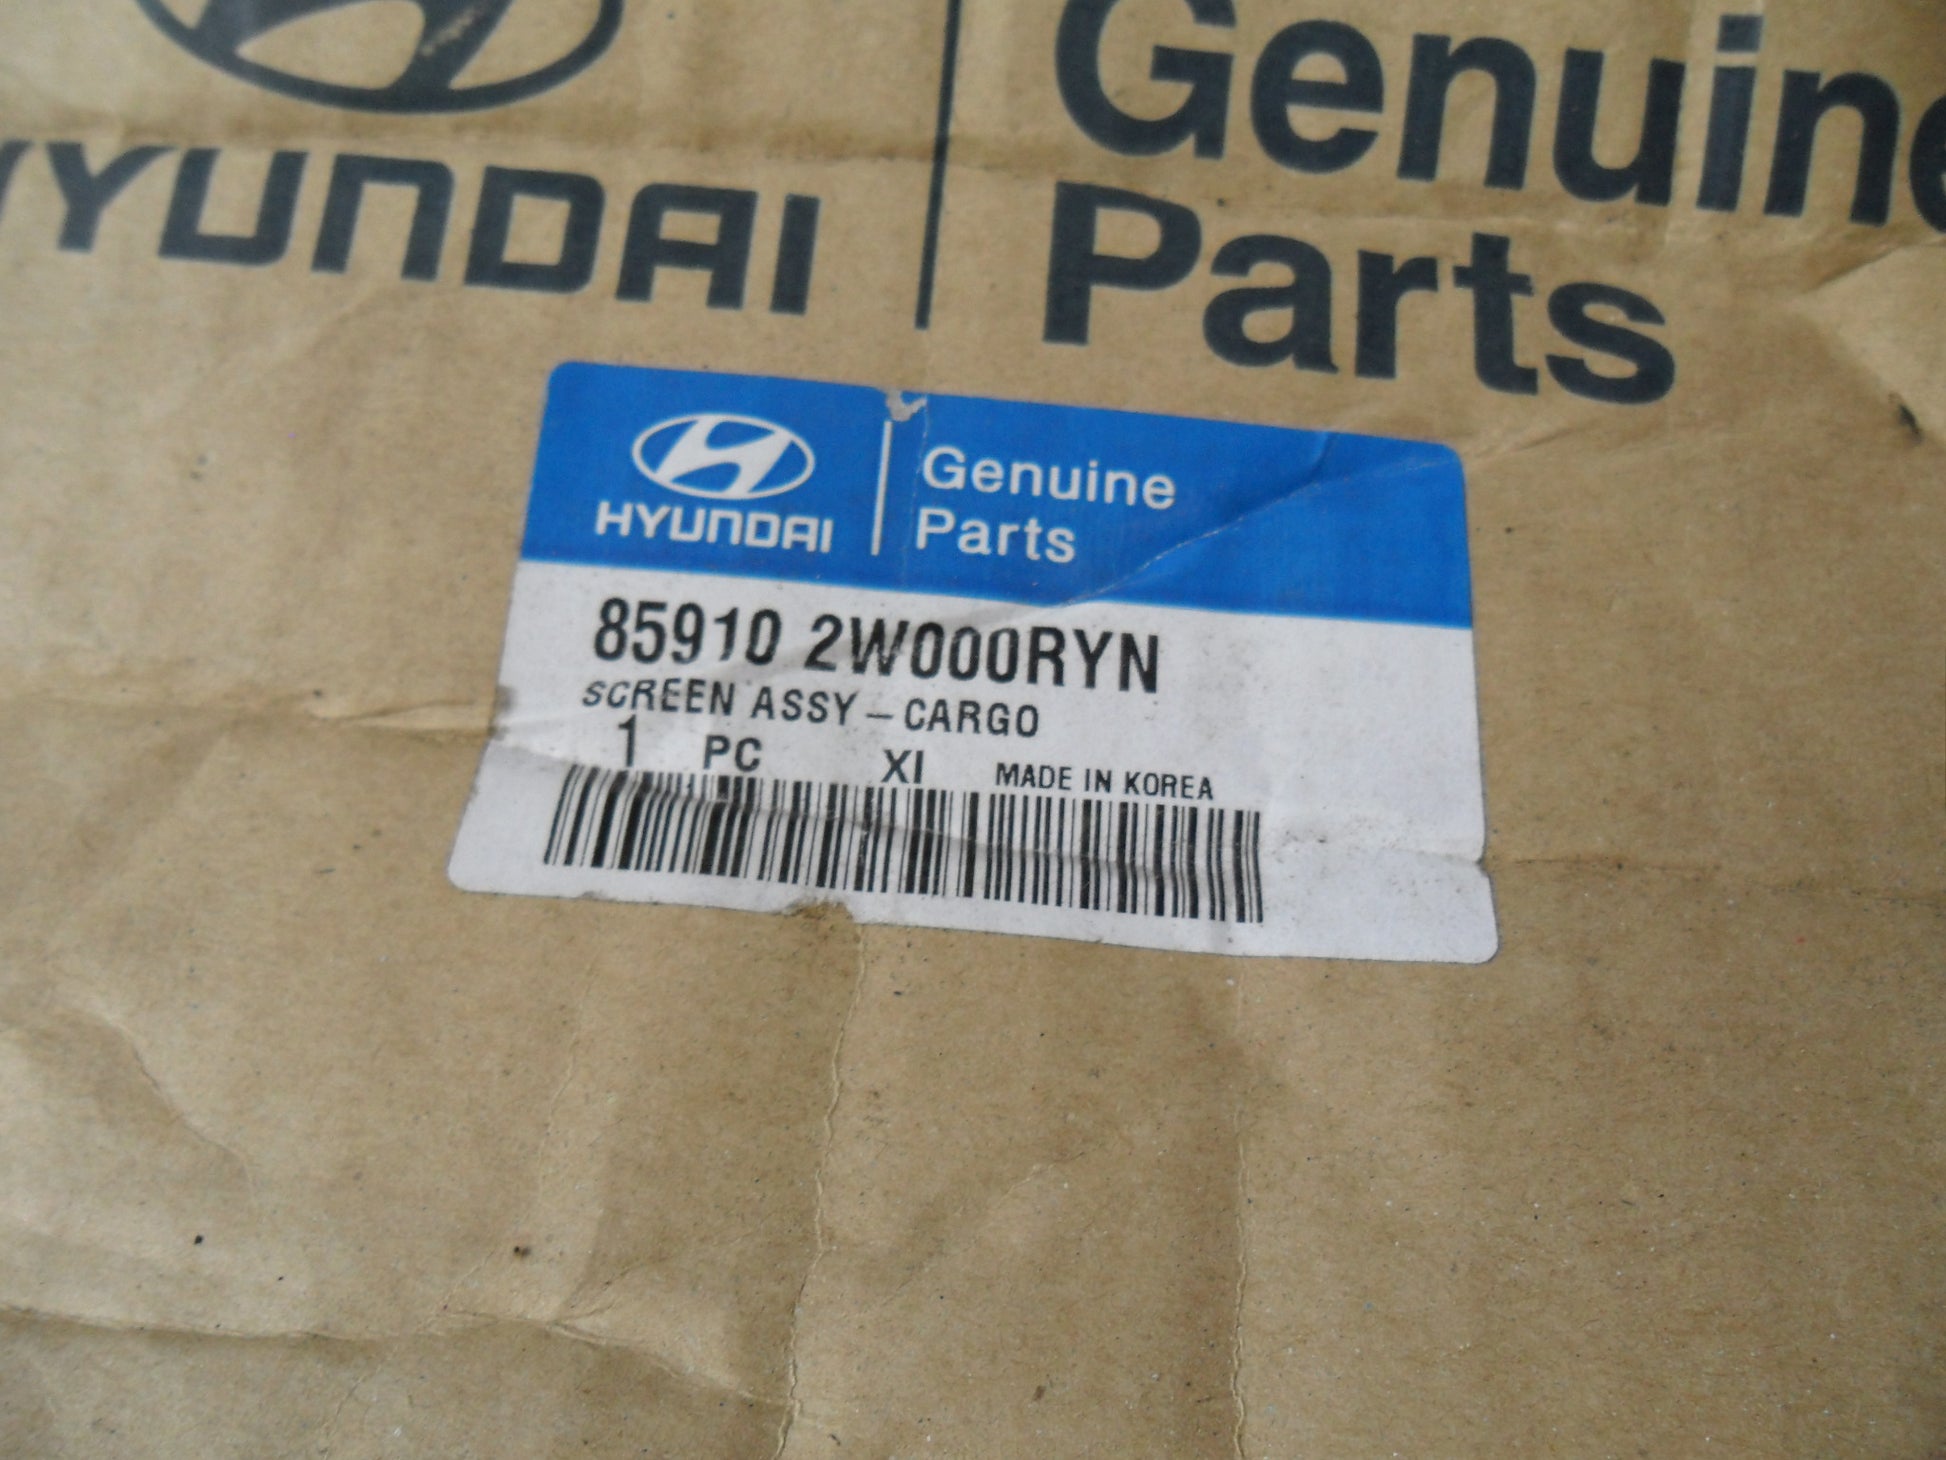 HYUNDAI
Genuine
Parts
HYUNDAI
Genuine
Parts
85910 2W000RYN
SCREEN ASSY - CARGO
1 PC XI MADE IN KOREA